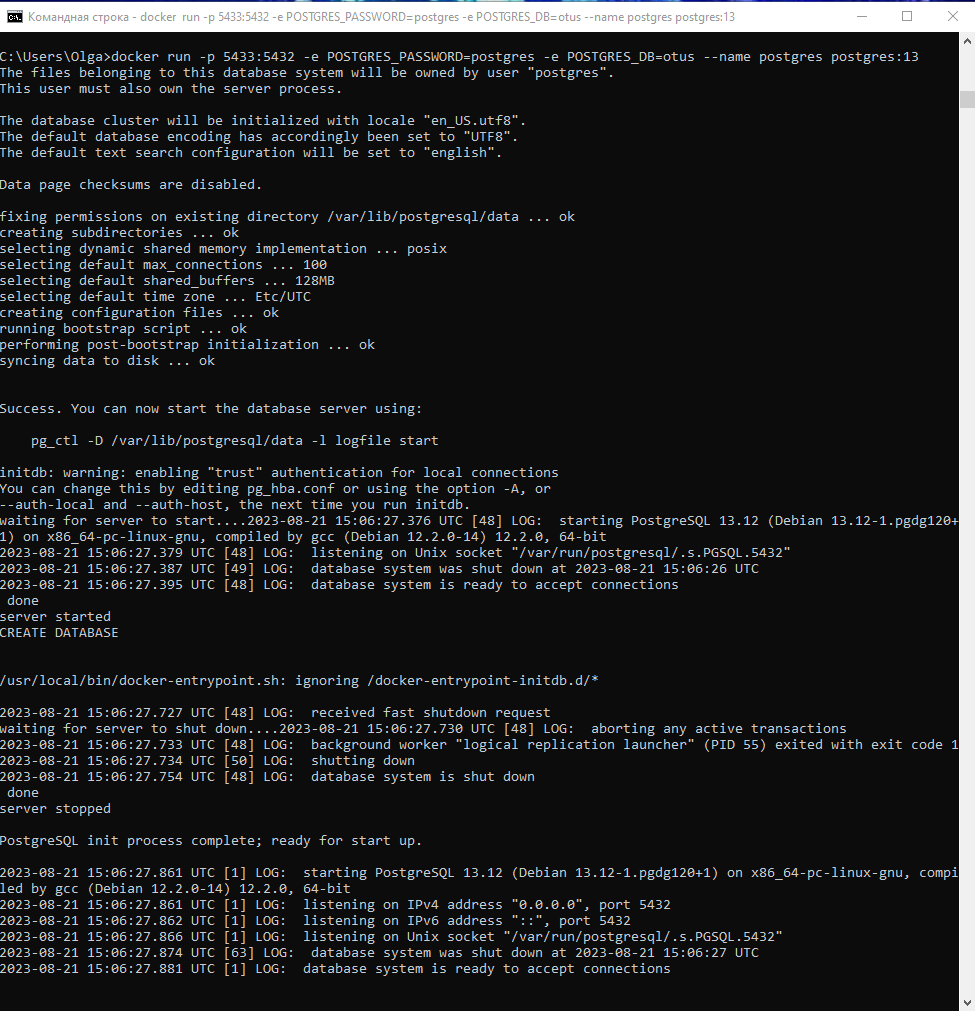 Командная строка - docker  run -p 5433:5432 -e POSTGRES_PASSWORD=postgres -e POSTGRES_DB=otus --name postgres postgres:13
C:\Users\Olga>docker run -p 5433:5432 -e POSTGRES_PASSWORD=postgres -e POSTGRES_DB=otus --name postgres postgres:13
The files belonging to this database system will be owned by user "postgres".
This user must also own the server process.

The database cluster will be initialized with locale "en_US.utf8".
The default database encoding has accordingly been set to "UTF8".
The default text search configuration will be set to "english".

Data page checksums are disabled.

fixing permissions on existing directory /var/lib/postgresql/data ... ok
creating subdirectories ... ok
selecting dynamic shared memory implementation ... posix
selecting default max_connections ... 100
selecting default shared_buffers ... 128MB
selecting default time zone ... Etc/UTC
creating configuration files ... ok
running bootstrap script ... ok
performing post-bootstrap initialization ... ok
syncing data to disk ... ok

Success. You can now start the database server using:

    pg_ctl -D /var/lib/postgresql/data -l logfile start

initdb: warning: enabling "trust" authentication for local connections
You can change this by editing pg_hba.conf or using the option -A, or
--auth-local and --auth-host, the next time you run initdb.
waiting for server to start....2023-08-21 15:06:27.376 UTC [48] LOG:  starting PostgreSQL 13.12 (Debian 13.12-1.pgdg120+
1) on x86_64-pc-linux-gnu, compiled by gcc (Debian 12.2.0-14) 12.2.0, 64-bit
2023-08-21 15:06:27.379 UTC [48] LOG:  listening on Unix socket "/var/run/postgresql/.s.PGSQL.5432"
2023-08-21 15:06:27.387 UTC [49] LOG:  database system was shut down at 2023-08-21 15:06:26 UTC
2023-08-21 15:06:27.395 UTC [48] LOG:  database system is ready to accept connections
 done
server started
CREATE DATABASE

/usr/local/bin/docker-entrypoint.sh: ignoring /docker-entrypoint-initdb.d/*

2023-08-21 15:06:27.727 UTC [48] LOG:  received fast shutdown request
waiting for server to shut down....2023-08-21 15:06:27.730 UTC [48] LOG:  aborting any active transactions
2023-08-21 15:06:27.733 UTC [48] LOG:  background worker "logical replication launcher" (PID 55) exited with exit code 1
2023-08-21 15:06:27.734 UTC [50] LOG:  shutting down
2023-08-21 15:06:27.754 UTC [48] LOG:  database system is shut down
 done
server stopped

PostgreSQL init process complete; ready for start up.

2023-08-21 15:06:27.861 UTC [1] LOG:  starting PostgreSQL 13.12 (Debian 13.12-1.pgdg120+1) on x86_64-pc-linux-gnu, compi
led by gcc (Debian 12.2.0-14) 12.2.0, 64-bit
2023-08-21 15:06:27.861 UTC [1] LOG:  listening on IPv4 address "0.0.0.0", port 5432
2023-08-21 15:06:27.862 UTC [1] LOG:  listening on IPv6 address "::", port 5432
2023-08-21 15:06:27.866 UTC [1] LOG:  listening on Unix socket "/var/run/postgresql/.s.PGSQL.5432"
2023-08-21 15:06:27.874 UTC [63] LOG:  database system was shut down at 2023-08-21 15:06:27 UTC
2023-08-21 15:06:27.881 UTC [1] LOG:  database system is ready to accept connections